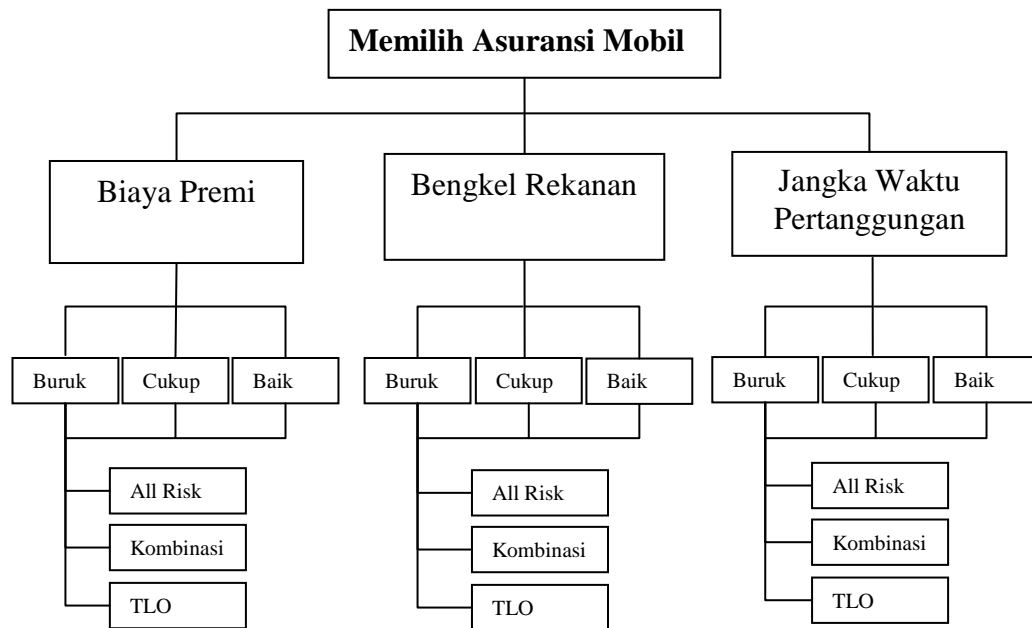 Memilih Asuransi Mobil
Biaya Premi
Bengkel Rekanan
Jangka Waktu
Pertanggungan
Buruk
Cukup
Baik
Buruk
Cukup
Baik
Buruk
Cukup
Baik
All Risk
Kombinasi
TLO
All Risk
Kombinasi
TLO
All Risk
Kombinasi
TLO